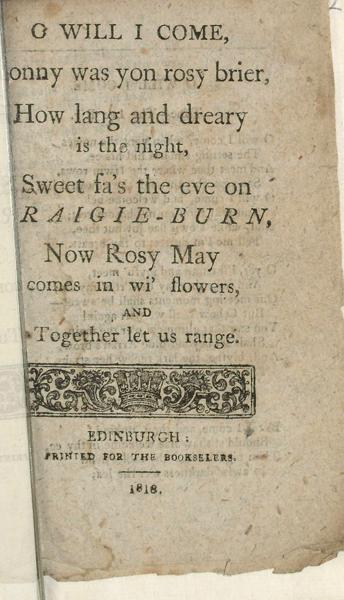 O WILL I COME,
onny was yon rosy brier,
How lang and dreary
is the night,
Sweet fa's the eve on
RAIGIE-BURN,
Now Rosy May
comes in wi' flowers,
AND
Together let us range.
EDINBURGH:
PRINTED FOR THE BOOKSELERS.
1818.